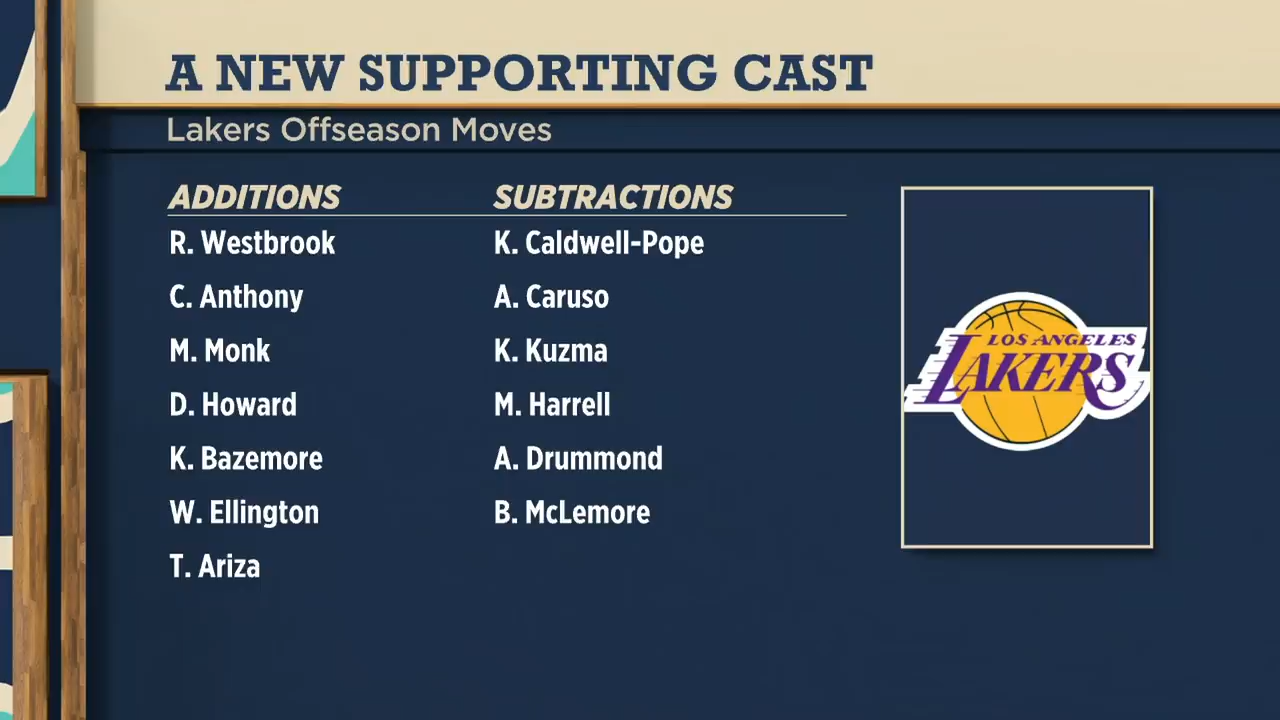 A NEW SUPPORTING CAST
Lakers Offseason Moves
ADDITIONS
R. Westbrook
C. Anthony
M. Monk
D. Howard
K. Bazemore
W. Ellington
T. Ariza
SUBTRACTIONS
K. Caldwell-Pope
A. Caruso
K. Kuzma
M. Harrell
A. Drummond
B. McLemore
LOS ANGELES
LAKERS